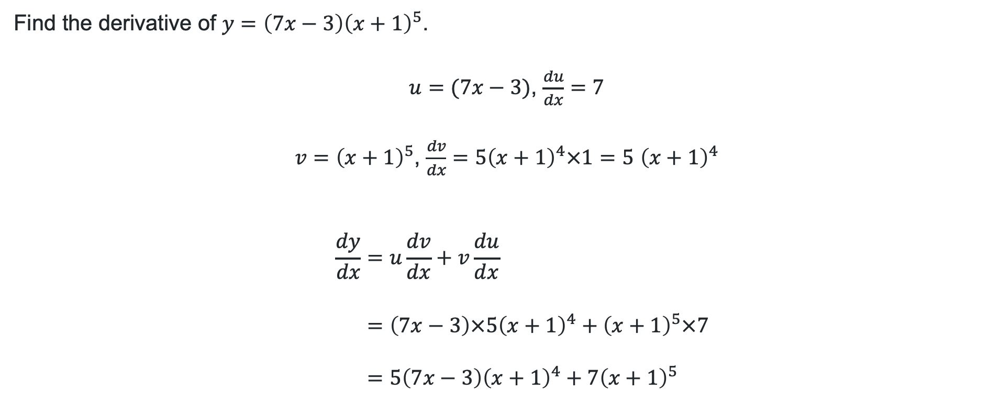 Find the derivative of y = (7x − 3)(x + 1)⁵.
u = (7x − 3), du/dx = 7
v = (x + 1)⁵, dv/dx = 5(x + 1)⁴×1 = 5 (x + 1)⁴
dy/dx = u dv/dx + v du/dx
= (7x − 3)×5(x + 1)⁴ + (x + 1)⁵×7
= 5(7x − 3)(x + 1)⁴ + 7(x + 1)⁵